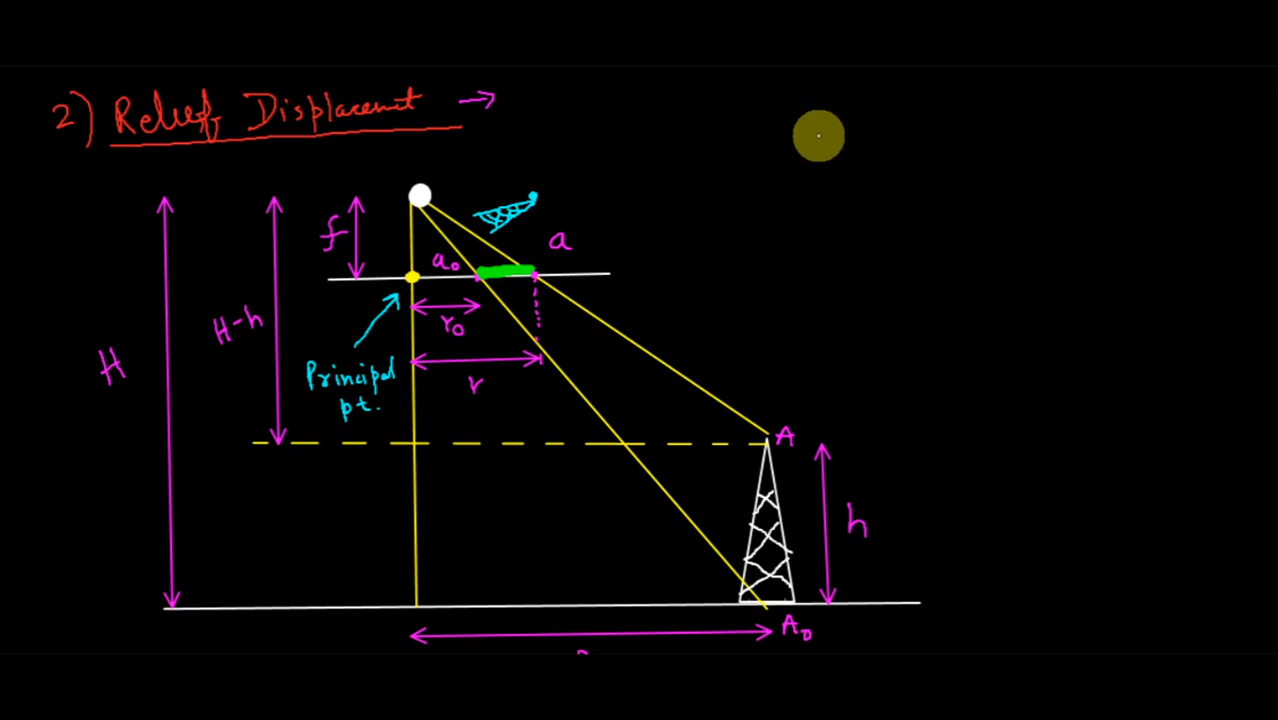 2) Relief Displacement →
f
a
a₀
H-h
r₀
H
Principal
pt.
r
A
h
A₀